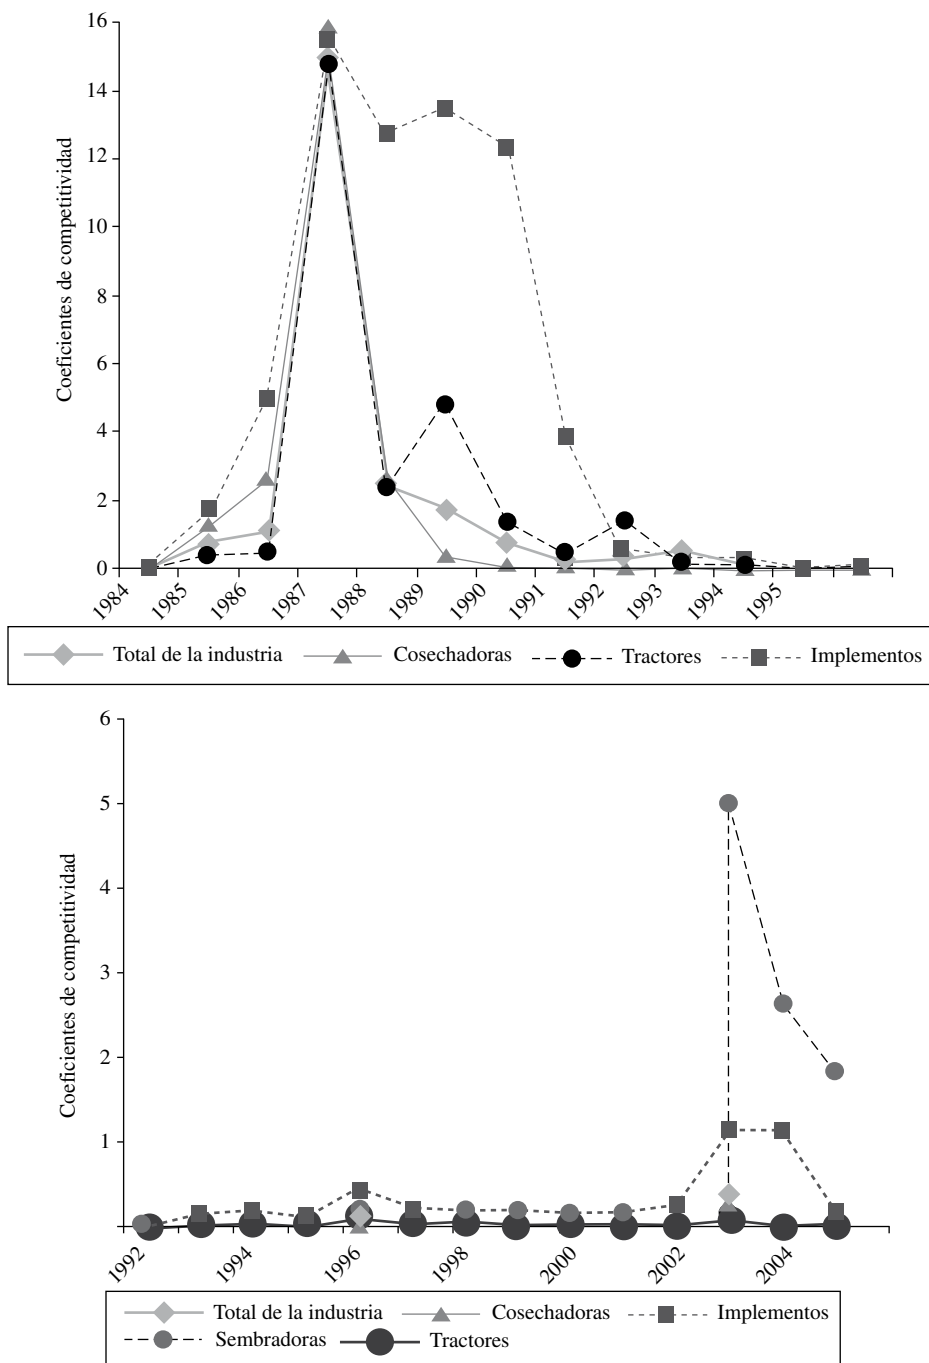 Coeficientes de competitividad
16
14
12
10
8
6
4
2
0
1984 1985 1986 1987 1988 1989 1990 1991 1992 1993 1994 1995
Total de la industria Cosechadoras Tractores Implementos
Coeficientes de competitividad
6
5
4
3
2
1
1992 1994 1996 1998 2000 2002 2004
Total de la industria Cosechadoras Implementos
Sembradoras Tractores